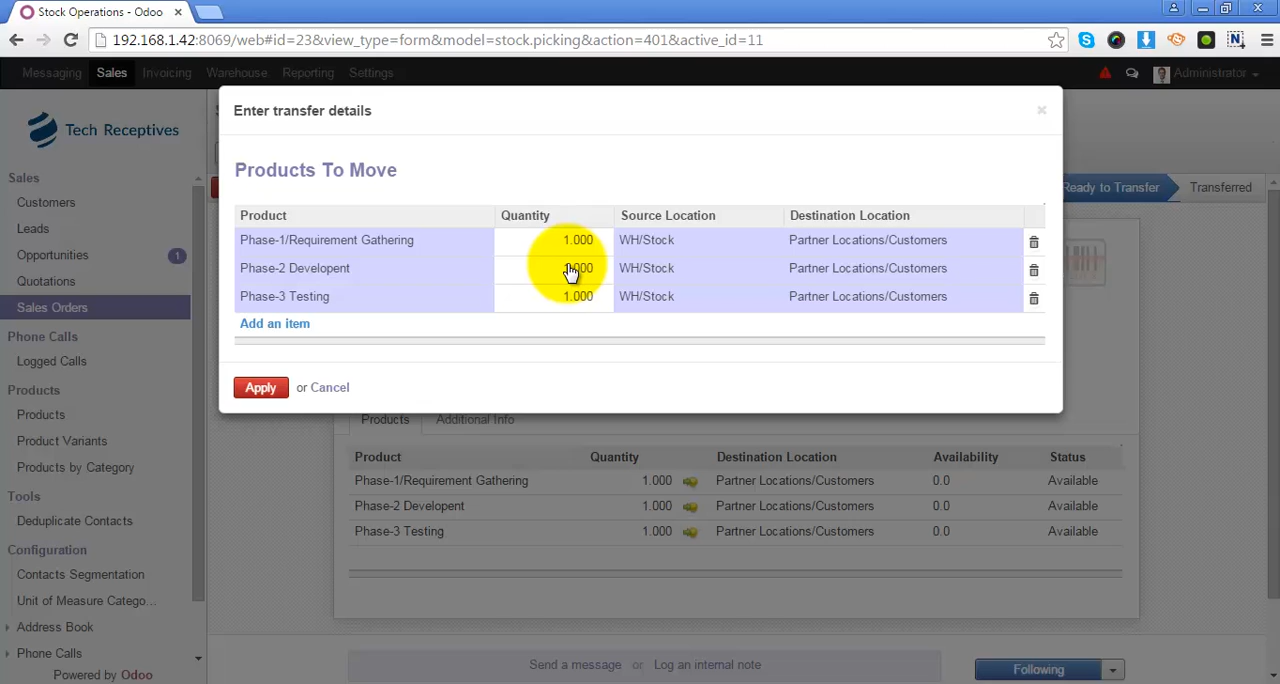 Stock Operations - Odoo ×
192.168.1.42:8069/web#id=23&view_type=form&model=stock.picking&action=401&active_id=11
Messaging Sales Invoicing Warehouse Reporting Settings Administrator
Enter transfer details ×
Tech Receptives
Products To Move
Sales
Ready to Transfer Transferred
Customers
Product Quantity Source Location Destination Location
Leads
Phase-1/Requirement Gathering 1.000 WH/Stock Partner Locations/Customers
Opportunities 1
Phase-2 Developent WH/Stock Partner Locations/Customers
Quotations
Phase-3 Testing 1.000 WH/Stock Partner Locations/Customers
Sales Orders
Add an item
Phone Calls
Logged Calls
Apply or Cancel
Products
Products
Products Additional Info
Product Variants
Product Quantity Destination Location Availability Status
Products by Category
Phase-1/Requirement Gathering 1.000 Partner Locations/Customers 0.0 Available
Tools
Phase-2 Developent 1.000 Partner Locations/Customers 0.0 Available
Deduplicate Contacts
Phase-3 Testing 1.000 Partner Locations/Customers 0.0 Available
Configuration
Contacts Segmentation
Unit of Measure Catego...
Address Book
Phone Calls
Send a message or Log an internal note Following
Powered by Odoo